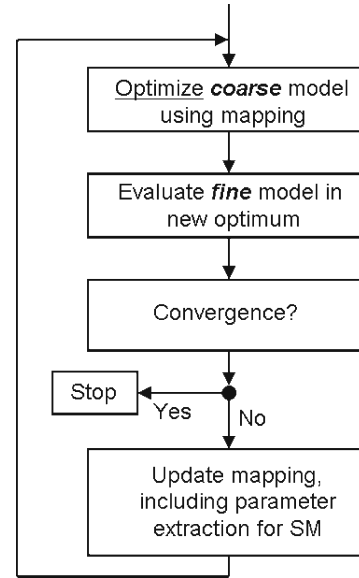 Optimize coarse model
using mapping
Evaluate fine model in
new optimum
Convergence?
Stop
Yes
No
Update mapping,
including parameter
extraction for SM